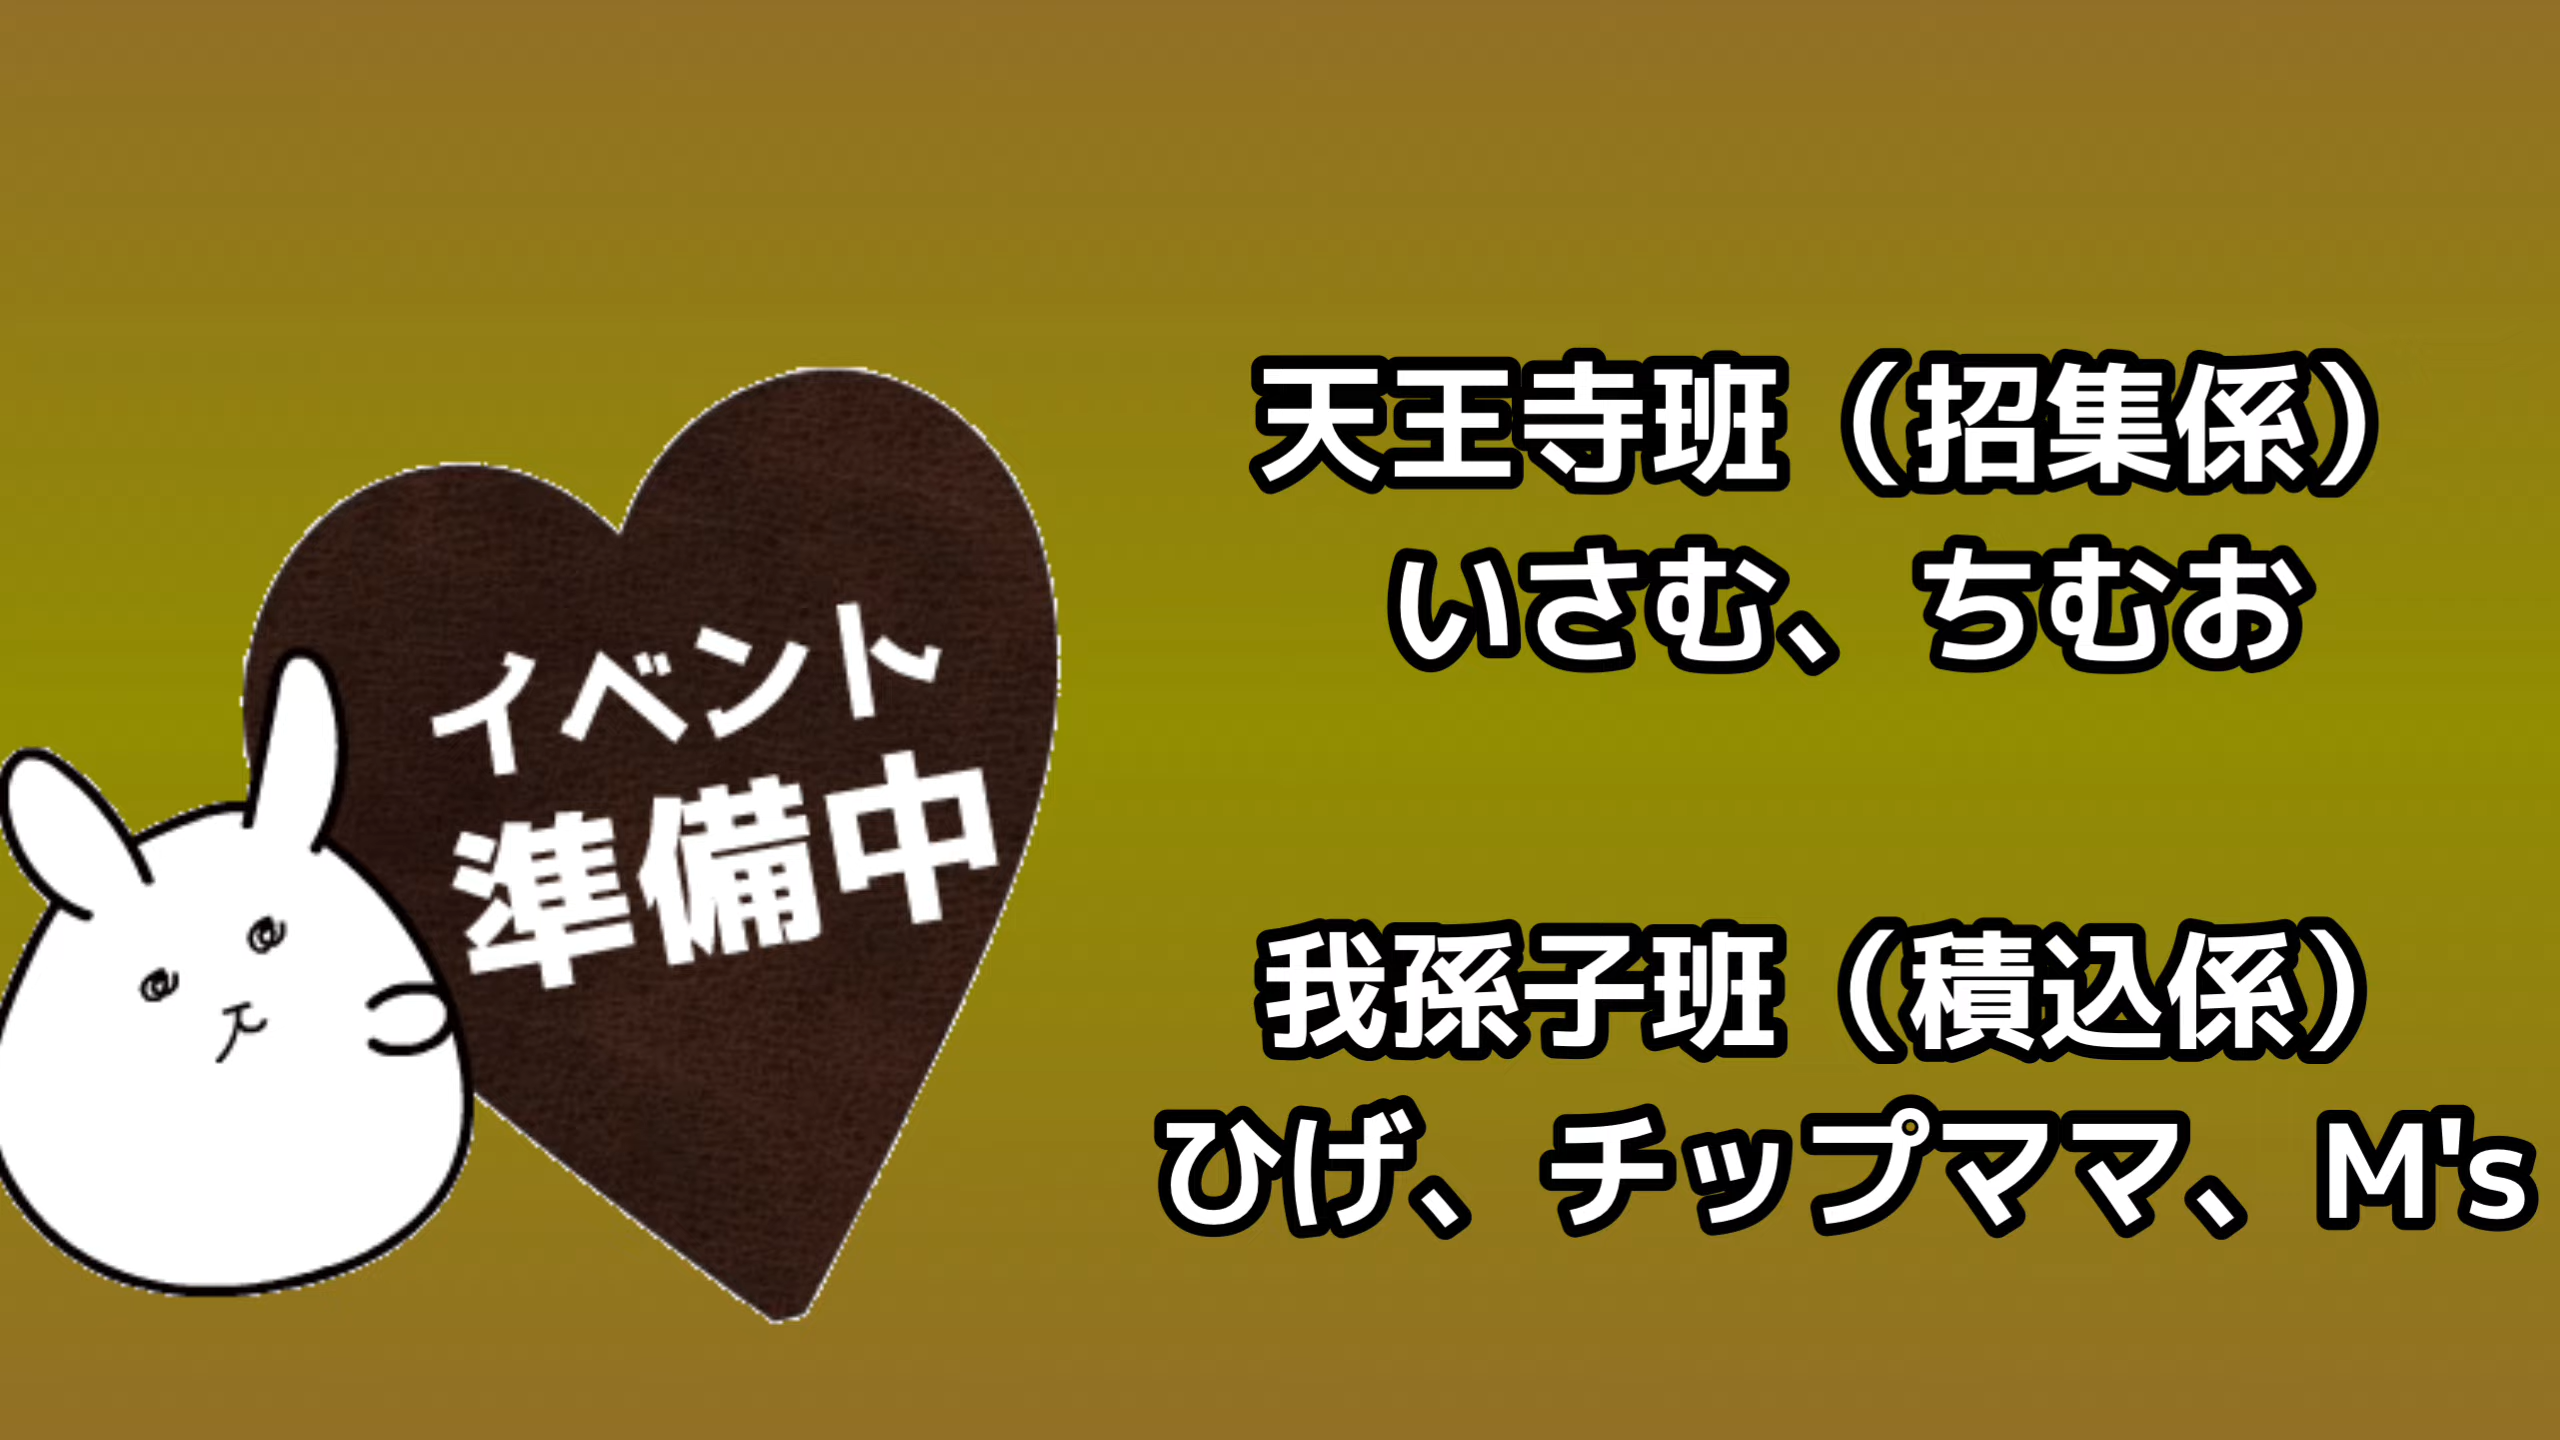 イベント
準備中
天王寺班（招集係）
いさむ、ちむお
我孫子班（積込係）
ひげ、チップママ、M's